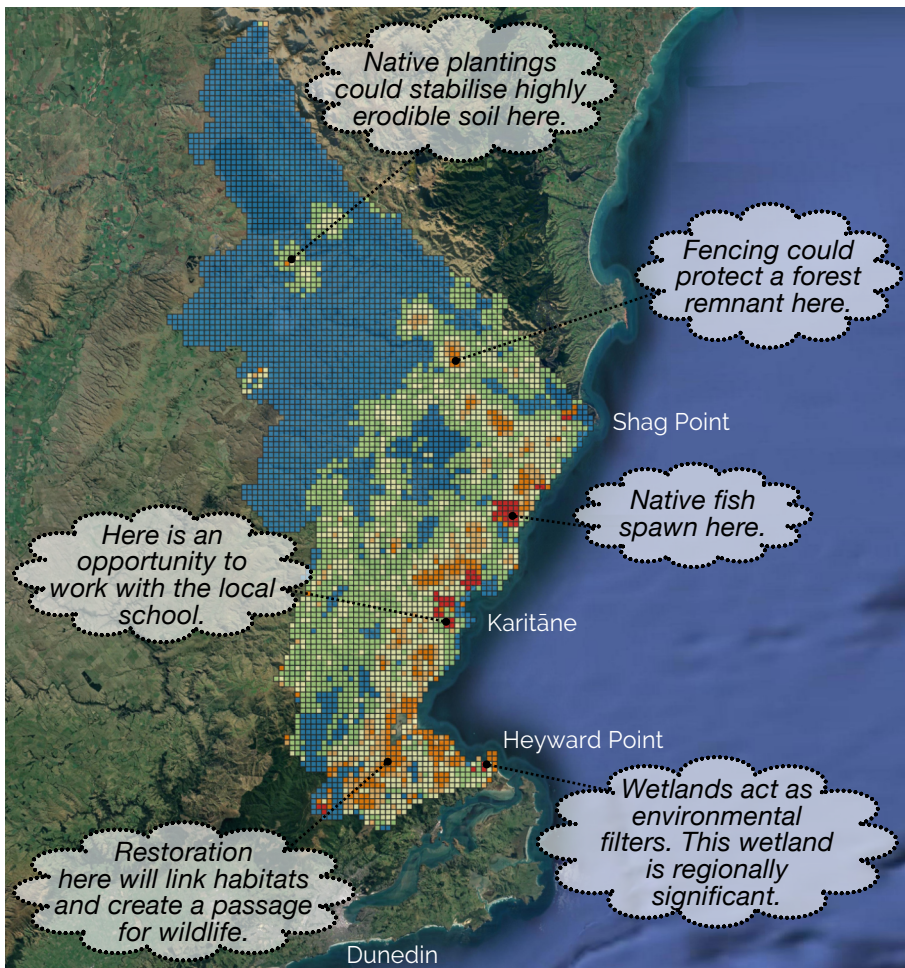 Native plantings
could stabilise highly
erodible soil here.
Fencing could
protect a forest
remnant here.
Shag Point
Native fish
spawn here.
Here is an
opportunity to
work with the local
school.
Karitāne
Heyward Point
Wetlands act as
environmental
filters. This wetland
is regionally
significant.
Restoration
here will link habitats
and create a passage
for wildlife.
Dunedin